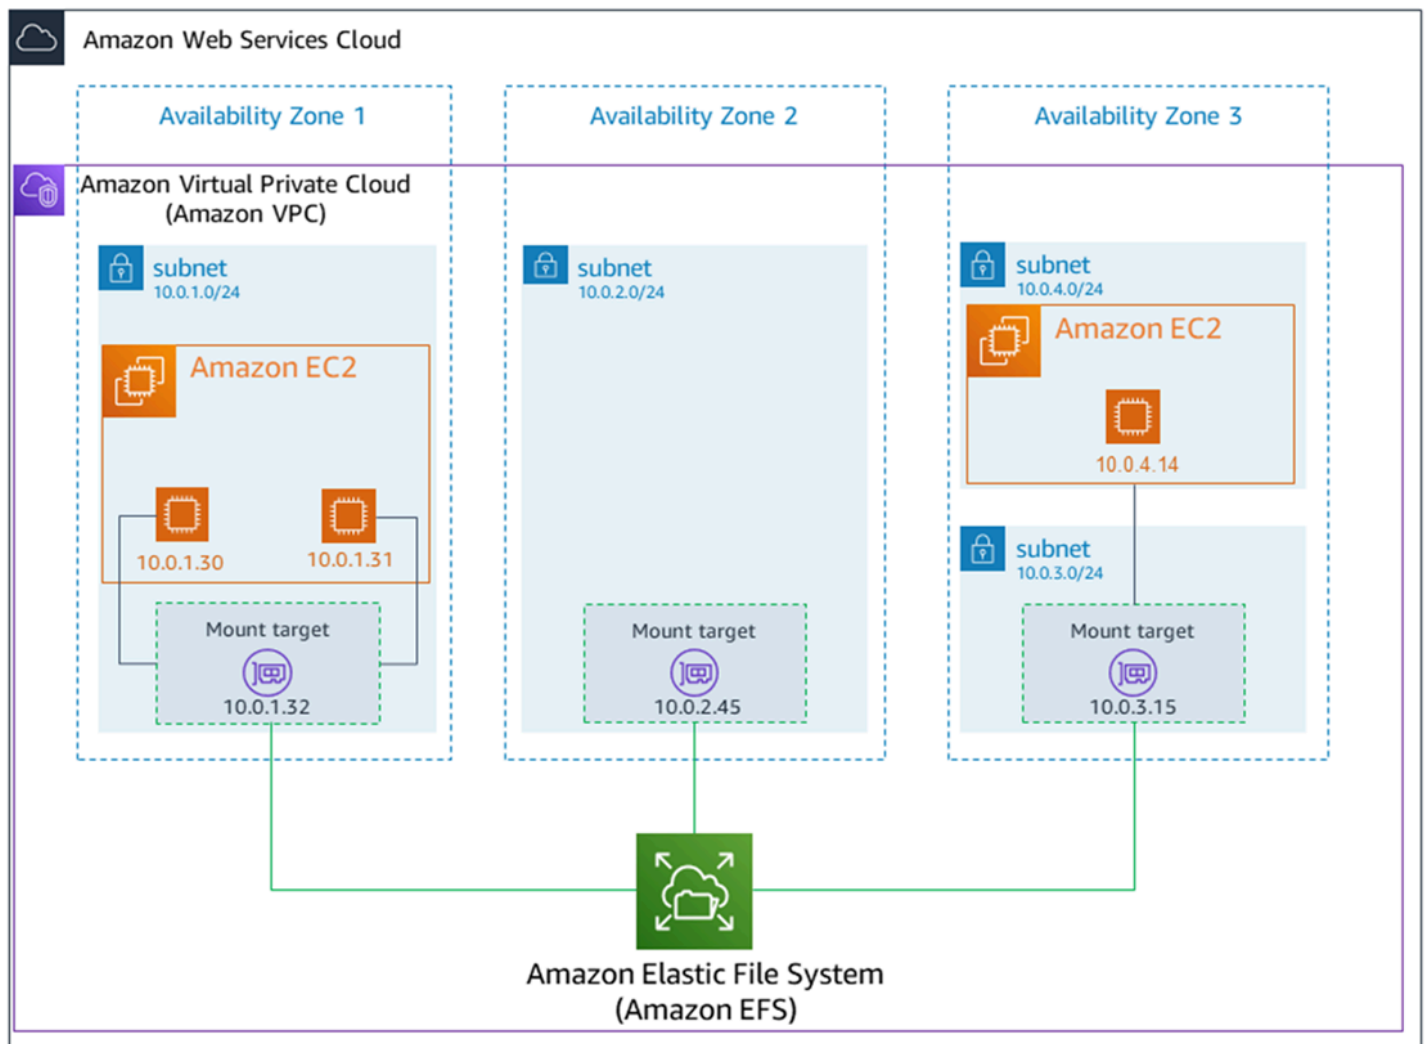 Amazon Web Services Cloud
Availability Zone 1
Availability Zone 2
Availability Zone 3
Amazon Virtual Private Cloud
(Amazon VPC)
subnet
10.0.1.0/24
Amazon EC2
10.0.1.30
10.0.1.31
Mount target
10.0.1.32
subnet
10.0.2.0/24
Mount target
10.0.2.45
subnet
10.0.4.0/24
Amazon EC2
10.0.4.14
subnet
10.0.3.0/24
Mount target
10.0.3.15
Amazon Elastic File System
(Amazon EFS)